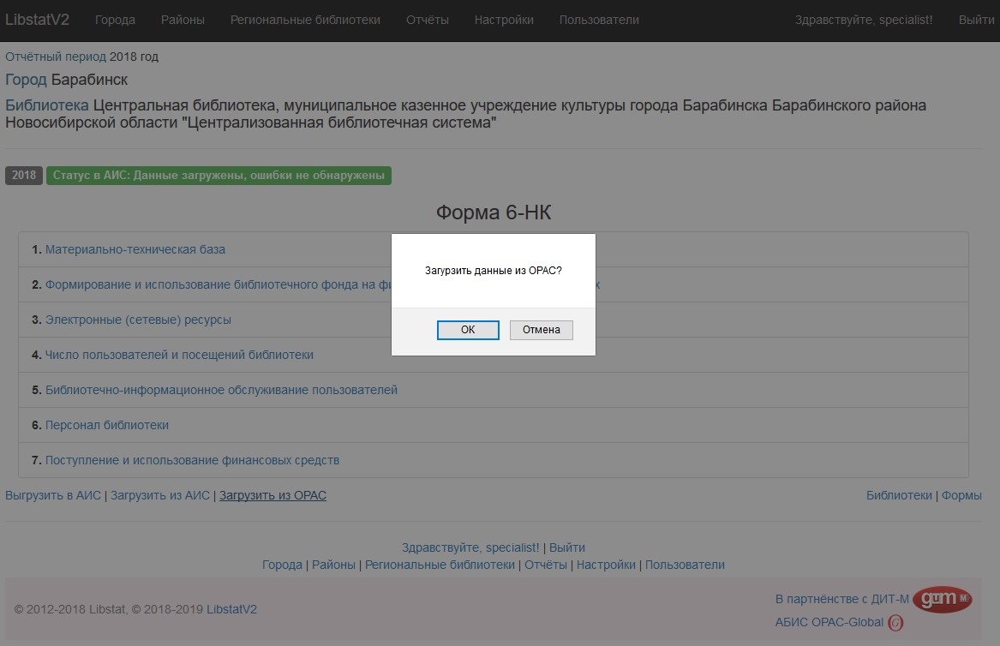 LibstatV2 Города Районы Региональные библиотеки Отчёты Настройки Пользователи Здравствуйте, specialist! Выйти
Отчётный период 2018 год
Город Барабинск
Библиотека Центральная библиотека, муниципальное казенное учреждение культуры города Барабинска Барабинского района
Новосибирской области "Централизованная библиотечная система"
2018 Статус в АИС: Данные загружены, ошибки не обнаружены
Форма 6-НК
1. Материально-техническая база
Загурзить данные из OPAC?
2. Формирование и использование библиотечного фонда на
3. Электронные (сетевые) ресурсы
ОК Отмена
4. Число пользователей и посещений библиотеки
5. Библиотечно-информационное обслуживание пользователей
6. Персонал библиотеки
7. Поступление и использование финансовых средств
Выгрузить в АИС | Загрузить из АИС | Загрузить из OPAC Библиотеки | Формы
Здравствуйте, specialist! | Выйти
Города | Районы | Региональные библиотеки | Отчёты | Настройки | Пользователи
© 2012-2018 Libstat, © 2018-2019 LibstatV2
В партнёнстве с ДИТ-М gum M
АБИС OPAC-Global G